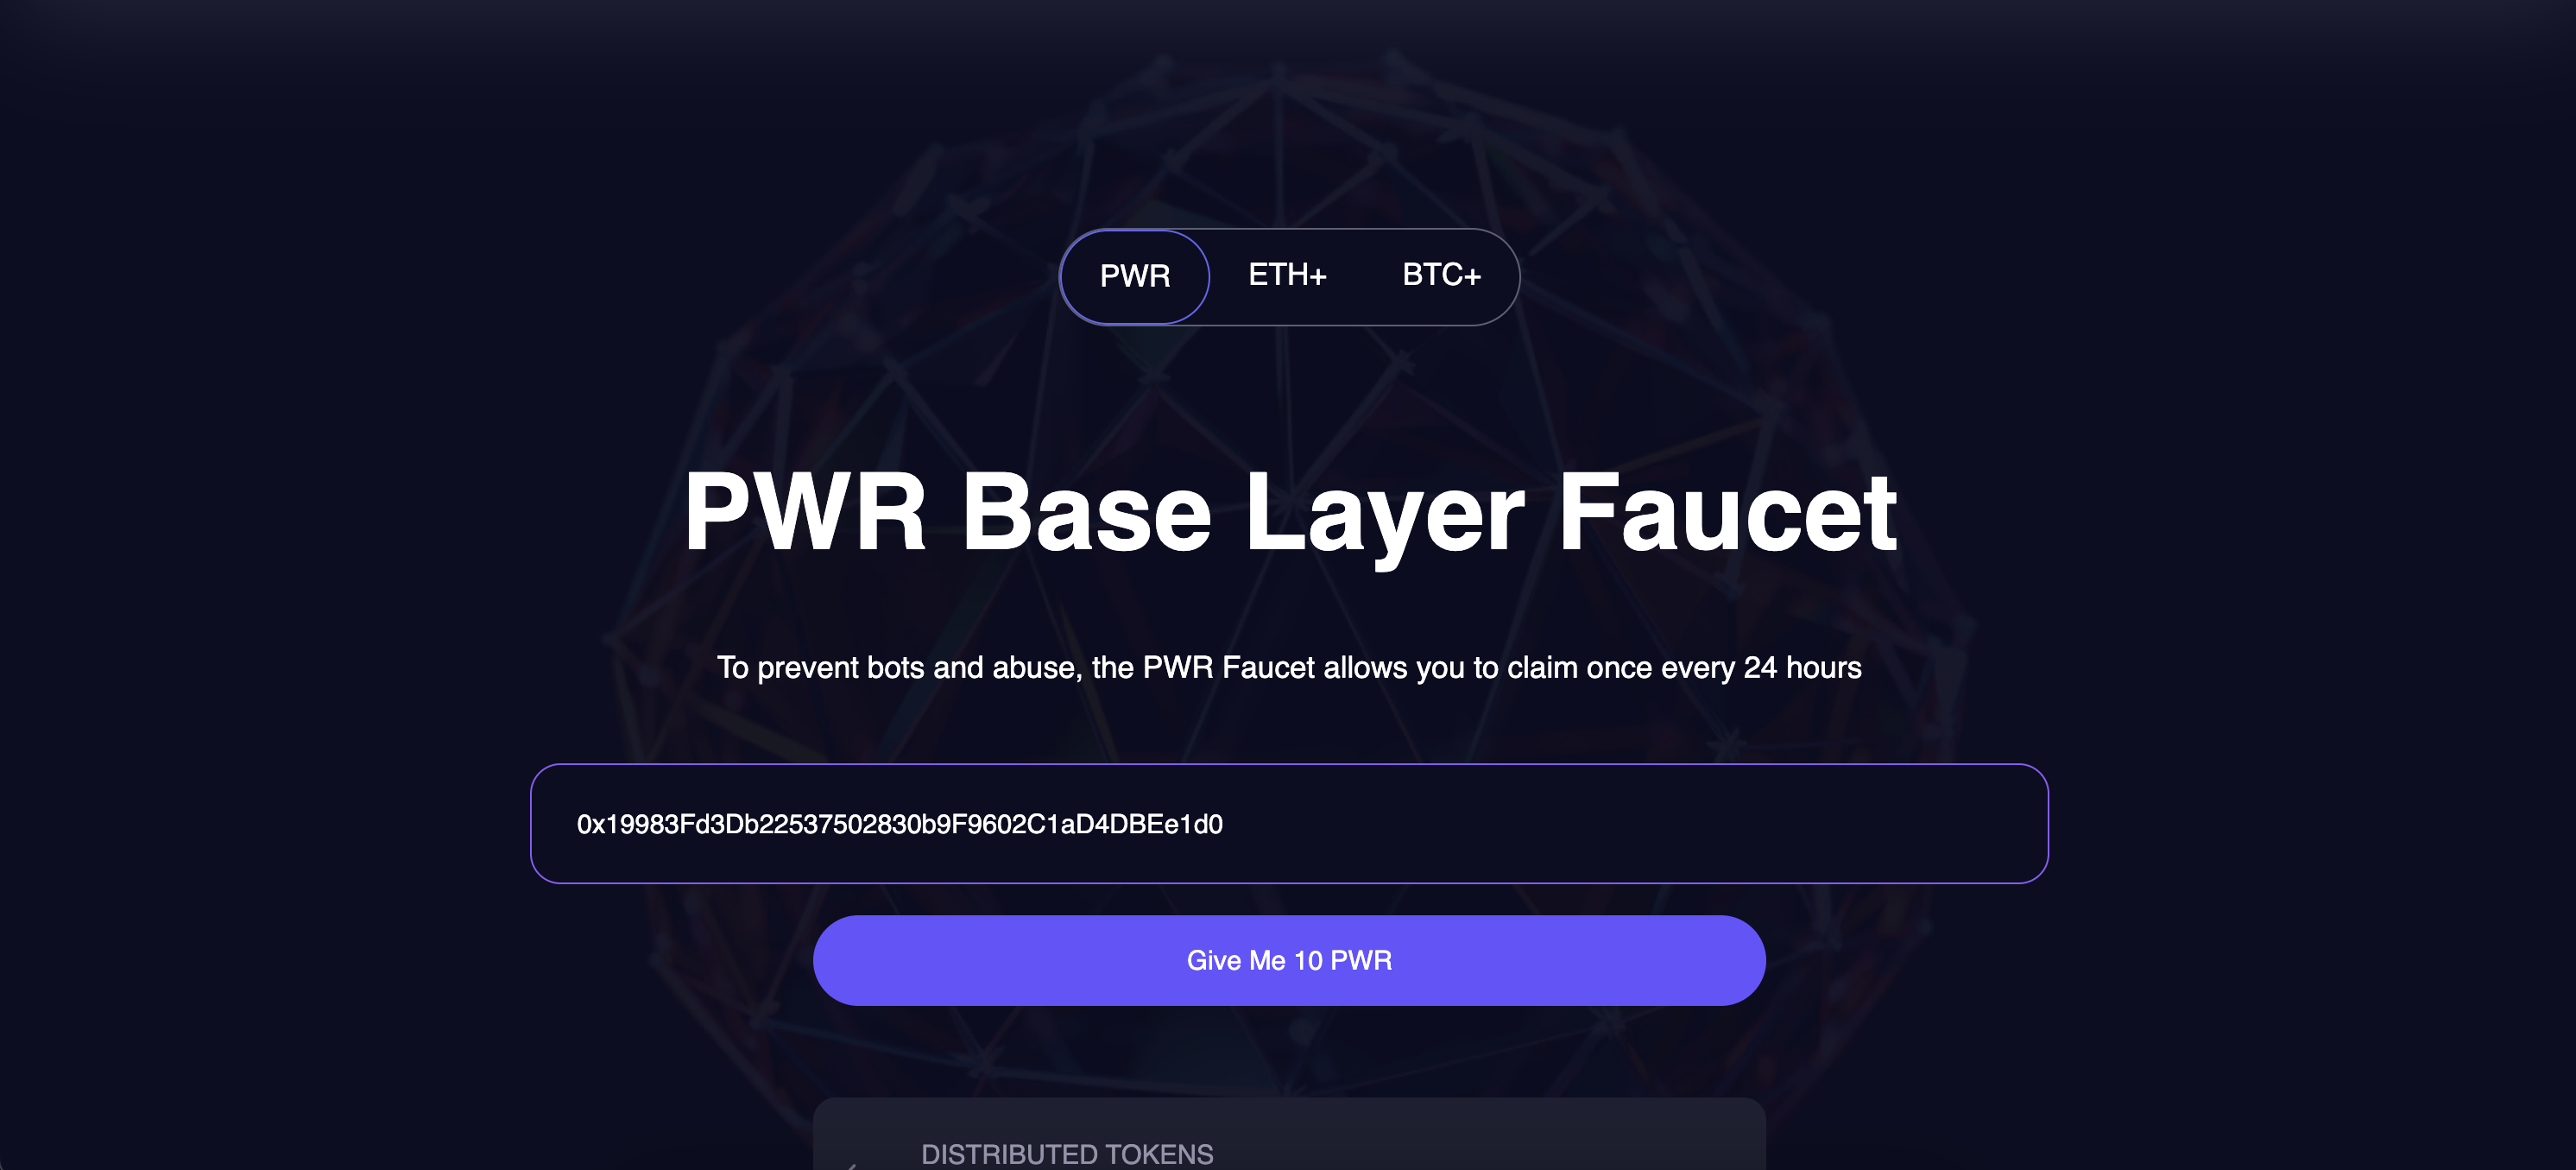 PWR
ETH+
BTC+
PWR Base Layer Faucet
To prevent bots and abuse, the PWR Faucet allows you to claim once every 24 hours
0x19983Fd3Db22537502830b9F9602C1aD4DBEe1d0
Give Me 10 PWR
DISTRIBUTED TOKENS